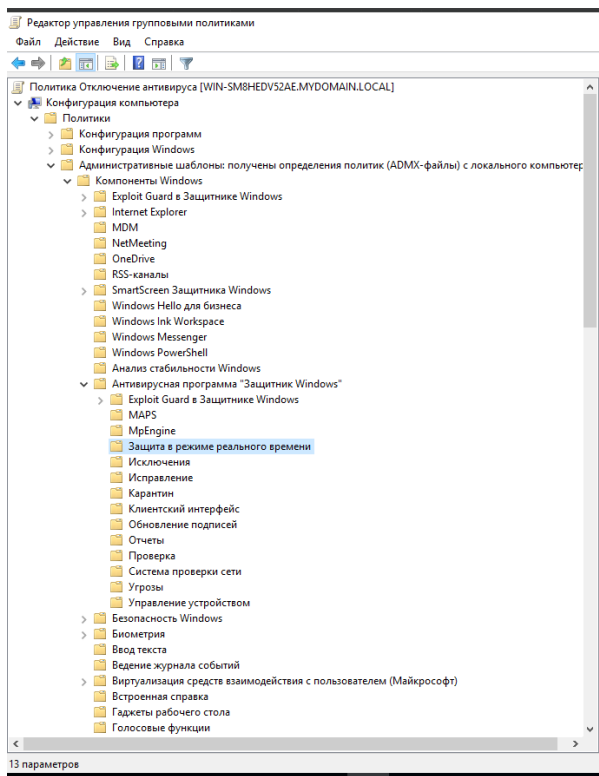 Редактор управления групповыми политиками
Файл Действие Вид Справка
Политика Отключение антивируса [WIN-SM8HEDV52AE.MYDOMAIN.LOCAL]
Конфигурация компьютера
Политики
Конфигурация программ
Конфигурация Windows
Административные шаблоны: получены определения политик (ADMX-файлы) с локального компьютер
Компоненты Windows
Exploit Guard в Защитнике Windows
Internet Explorer
MDM
NetMeeting
OneDrive
RSS-каналы
SmartScreen Защитника Windows
Windows Hello для бизнеса
Windows Ink Workspace
Windows Messenger
Windows PowerShell
Анализ стабильности Windows
Антивирусная программа "Защитник Windows"
Exploit Guard в Защитнике Windows
MAPS
MpEngine
Защита в режиме реального времени
Исключения
Исправление
Карантин
Клиентский интерфейс
Обновление подписей
Отчеты
Проверка
Система проверки сети
Угрозы
Управление устройством
Безопасность Windows
Биометрия
Ввод текста
Ведение журнала событий
Виртуализация средств взаимодействия с пользователем (Майкрософт)
Встроенная справка
Гаджеты рабочего стола
Голосовые функции
13 параметров